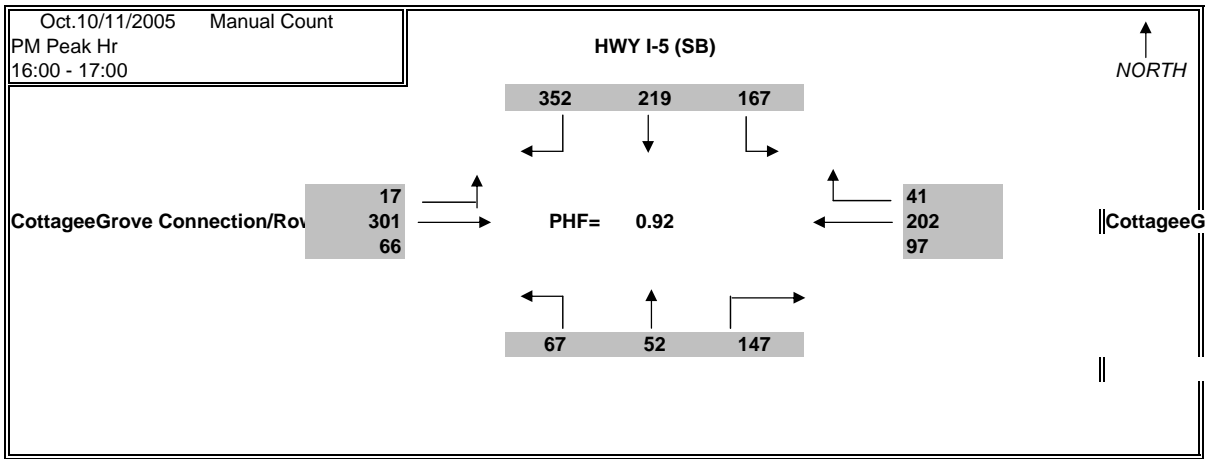 Oct.10/11/2005 Manual Count
PM Peak Hr
16:00 - 17:00
HWY I-5 (SB)
NORTH
352 219 167
17
301
66
CottageeGrove Connection/Row
PHF= 0.92
41
202
97
CottageeG
67 52 147